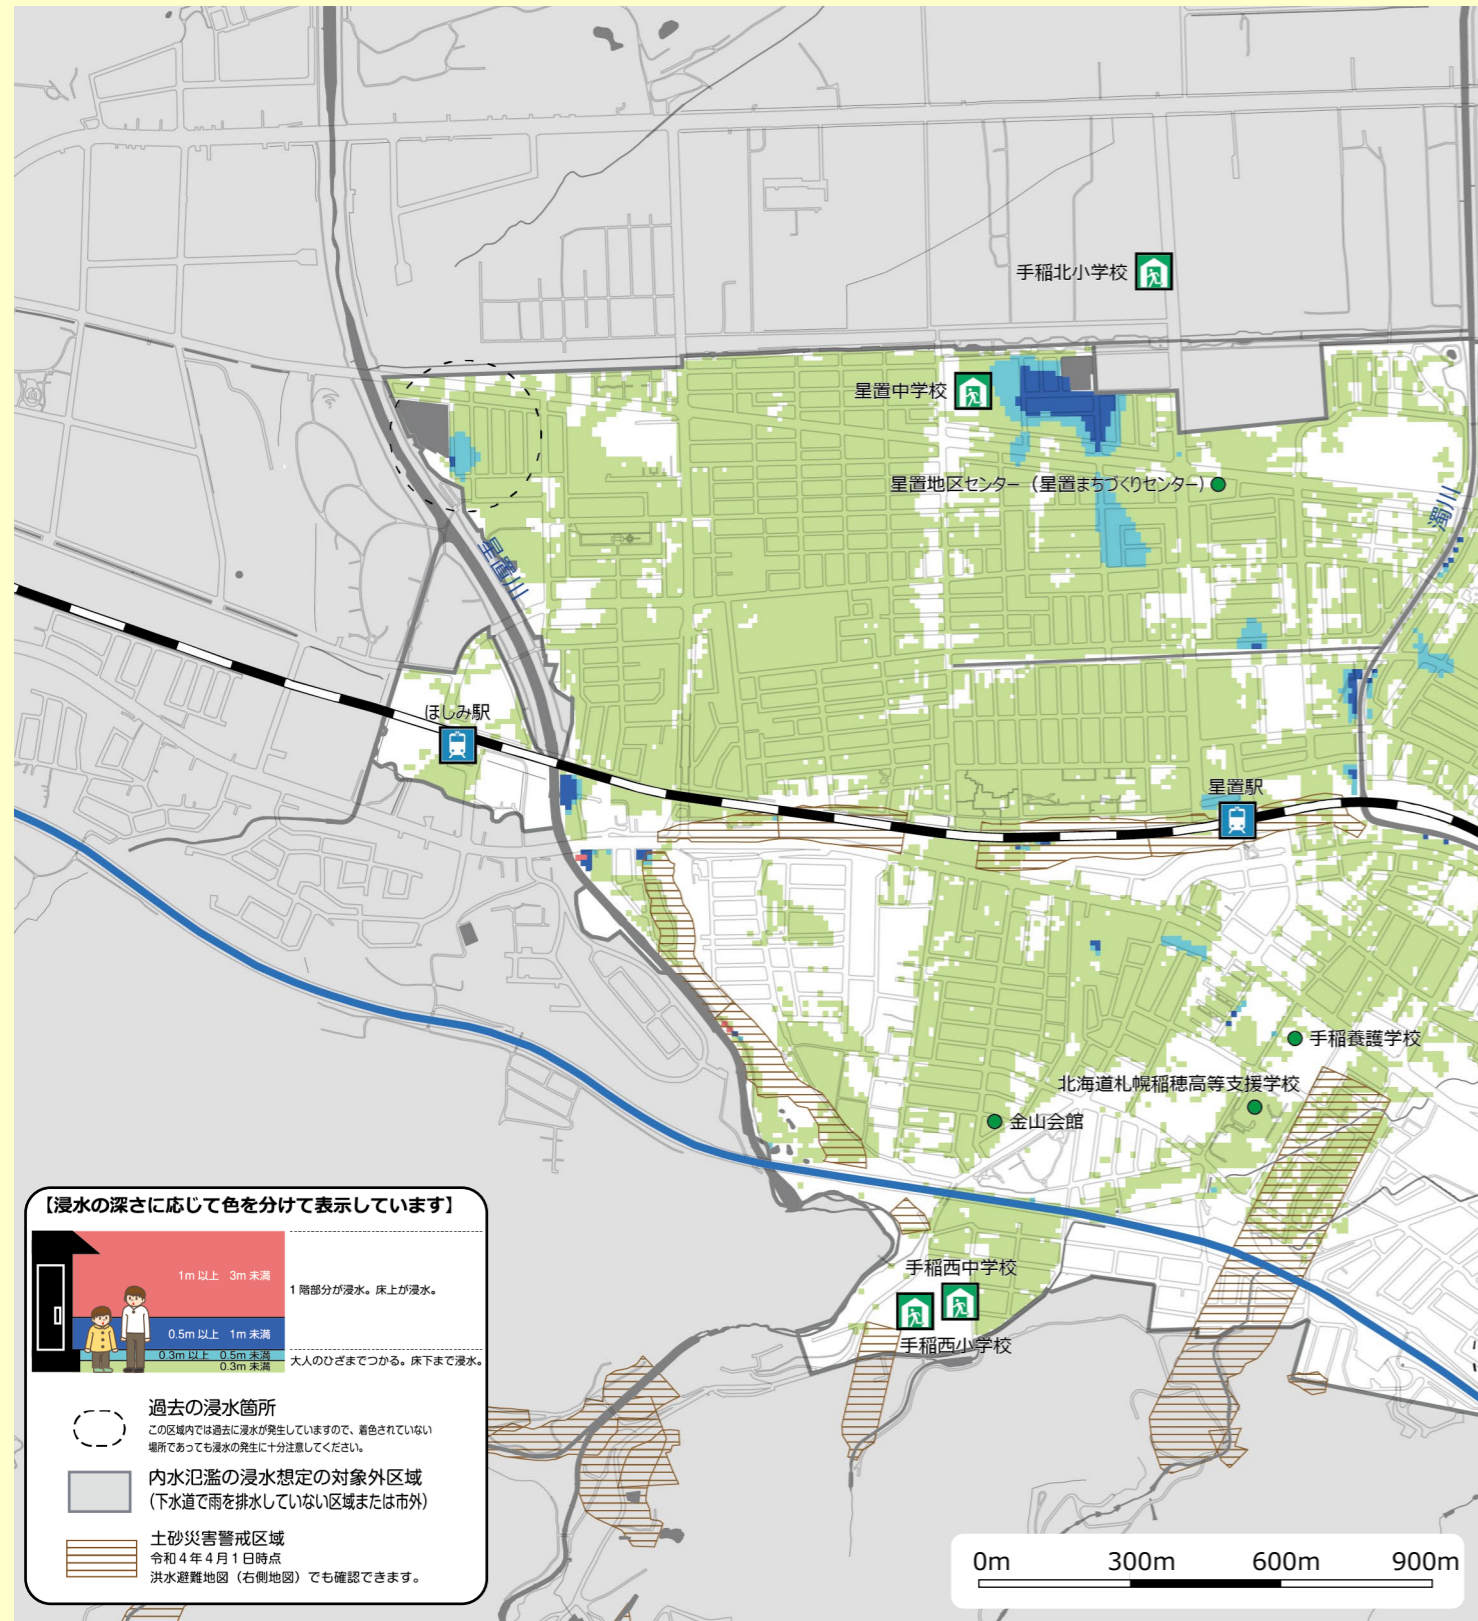 手稲北小学校
星置中学校
星置地区センター（星置まちづくりセンター）
濁川
星置川
ほしみ駅
星置駅
手稲養護学校
北海道札幌稲穂高等支援学校
金山会館
手稲西中学校
手稲西小学校
【浸水の深さに応じて色を分けて表示しています】
1m 以上 3m 未満
1 階部分が浸水。床上が浸水。
0.5m 以上 1m 未満
0.3m 以上 0.5m 未満
0.3m 未満
大人のひざまでつかる。床下まで浸水。
過去の浸水箇所
この区域内では過去に浸水が発生していますので、着色されていない
場所であっても浸水の発生に十分注意してください。
内水氾濫の浸水想定の対象外区域
（下水道で雨を排水していない区域または市外）
土砂災害警戒区域
令和４年４月１日時点
洪水避難地図（右側地図）でも確認できます。
0m 300m 600m 900m